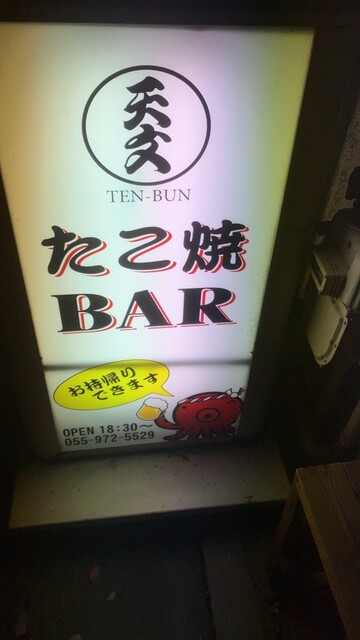 天文
TEN-BUN
たこ焼
BAR
お持帰り
できます
OPEN 18:30〜
055-972-5529